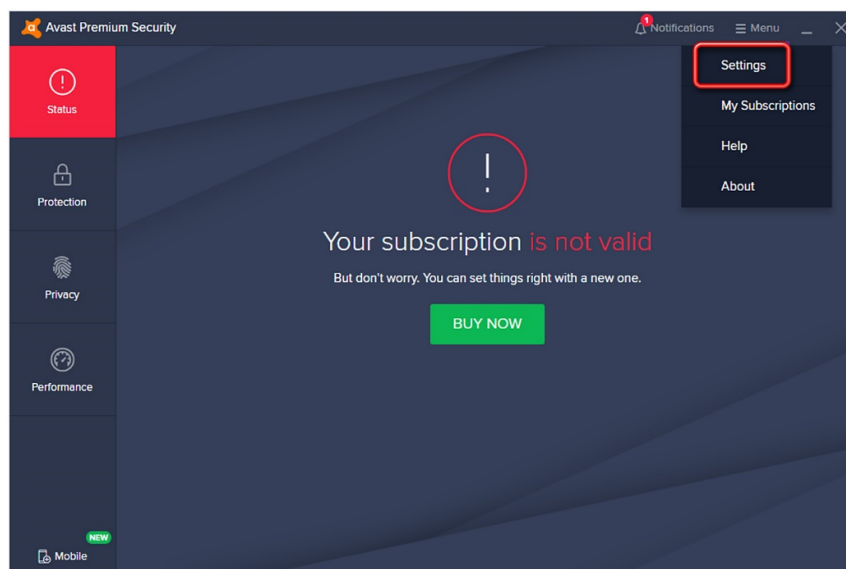 Avast Premium Security
1
Notifications
Menu
Status
Settings
My Subscriptions
Help
About
Protection
Your subscription is not valid
But don't worry. You can set things right with a new one.
Privacy
BUY NOW
Performance
NEW
Mobile